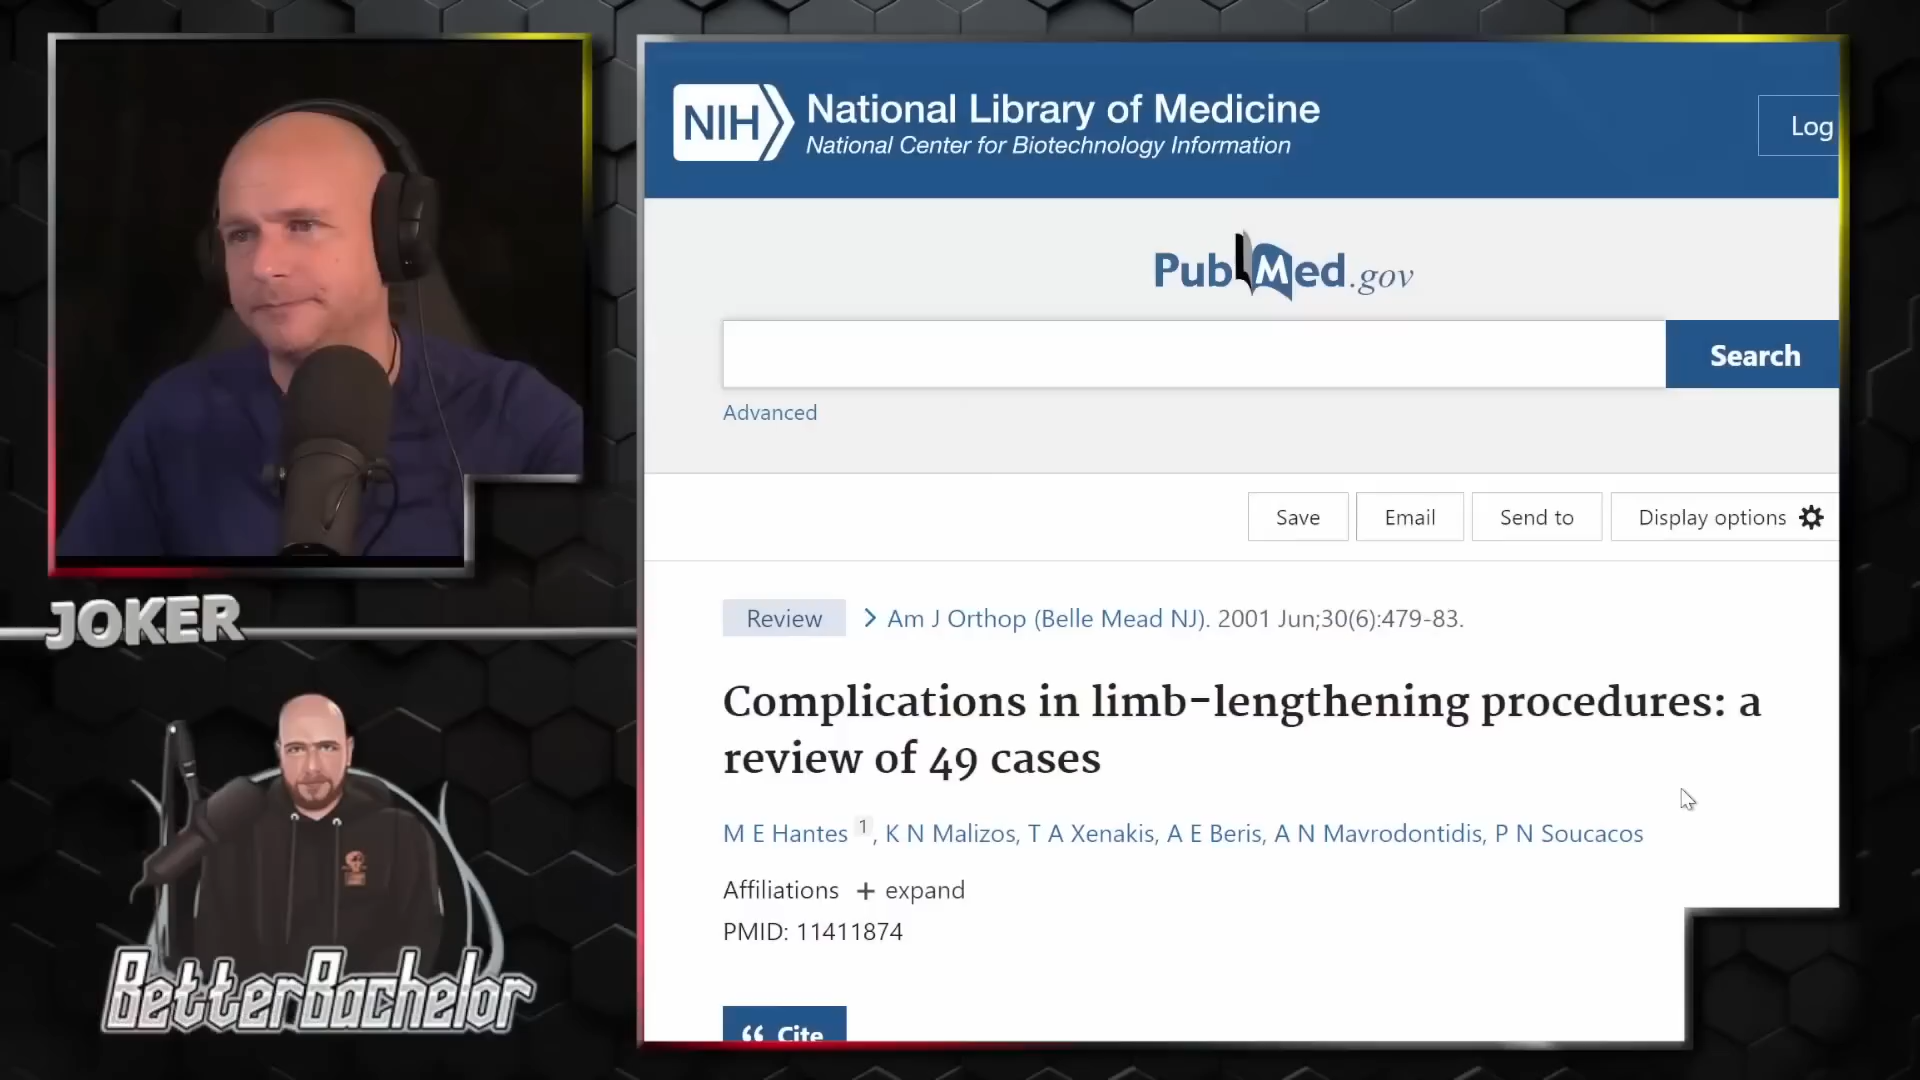 JOKER
BetterBachelor
NIH
National Library of Medicine
National Center for Biotechnology Information
Log
PubMed.gov
Search
Advanced
Save
Email
Send to
Display options
Review
Am J Orthop (Belle Mead NJ). 2001 Jun;30(6):479-83.
Complications in limb-lengthening procedures: a
review of 49 cases
M E Hantes 1, K N Malizos, T A Xenakis, A E Beris, A N Mavrodontidis, P N Soucacos
Affiliations + expand
PMID: 11411874
“ Cite